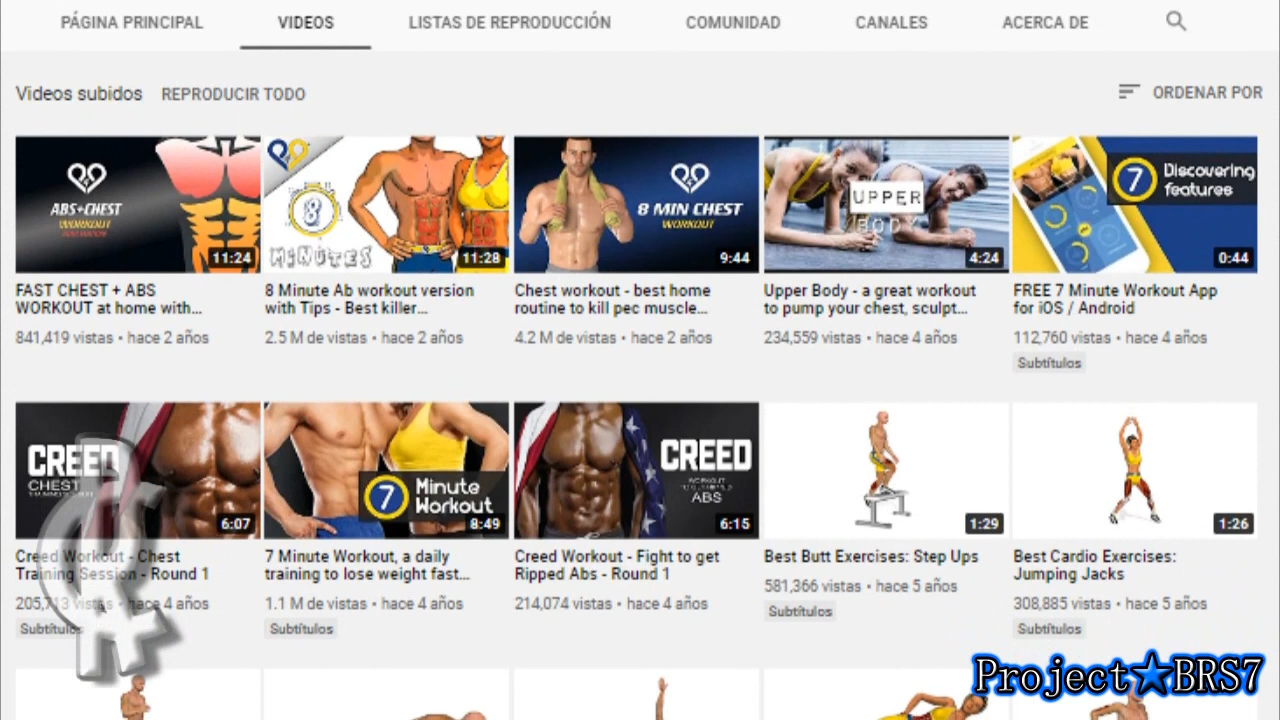 PÁGINA PRINCIPAL VIDEOS LISTAS DE REPRODUCCIÓN COMUNIDAD CANALES ACERCA DE
Videos subidos REPRODUCIR TODO ORDENAR POR
ABS+CHEST
WORKOUT
11:24
8
MINUTES
11:28
8 MIN CHEST
WORKOUT
9:44
UPPER
BODY
4:24
7 Discovering
features
0:44
FAST CHEST + ABS
WORKOUT at home with...
841,419 vistas • hace 2 años
8 Minute Ab workout version
with Tips - Best killer...
2.5 M de vistas • hace 2 años
Chest workout - best home
routine to kill pec muscle...
4.2 M de vistas • hace 2 años
Upper Body - a great workout
to pump your chest, sculpt...
234,559 vistas • hace 4 años
FREE 7 Minute Workout App
for iOS / Android
112,760 vistas • hace 4 años
Subtítulos
CREED
CHEST
6:07
7 Minute
Workout
8:49
CREED
WORKOUT
ABS
6:15
1:29
1:26
Creed Workout - Chest
Training Session - Round 1
205,713 vistas • hace 4 años
Subtítulos
7 Minute Workout, a daily
training to lose weight fast...
1.1 M de vistas • hace 4 años
Subtítulos
Creed Workout - Fight to get
Ripped Abs - Round 1
214,074 vistas • hace 4 años
Best Butt Exercises: Step Ups
581,366 vistas • hace 5 años
Subtítulos
Best Cardio Exercises:
Jumping Jacks
308,885 vistas • hace 5 años
Subtítulos
Project★BRS7